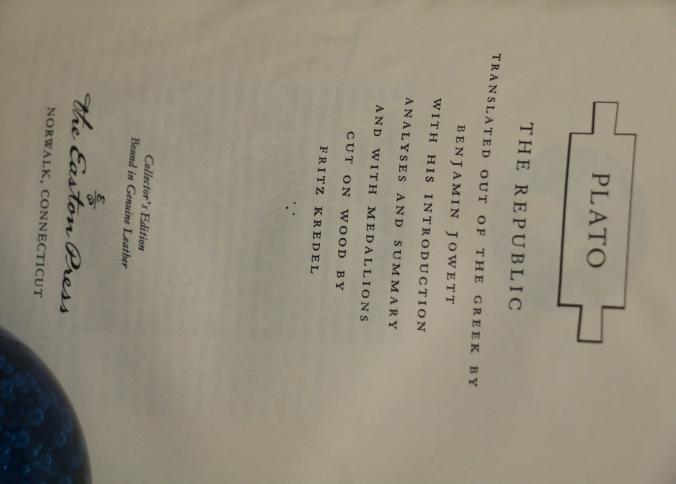 PLATO
THE REPUBLIC
TRANSLATED OUT OF THE GREEK BY
BENJAMIN JOWETT
WITH HIS INTRODUCTION
ANALYSES AND SUMMARY
AND WITH MEDALLIONS
CUT ON WOOD BY
FRITZ KREDEL
Collector's Edition
Bound in Genuine Leather
The Easton Press
NORWALK, CONNECTICUT